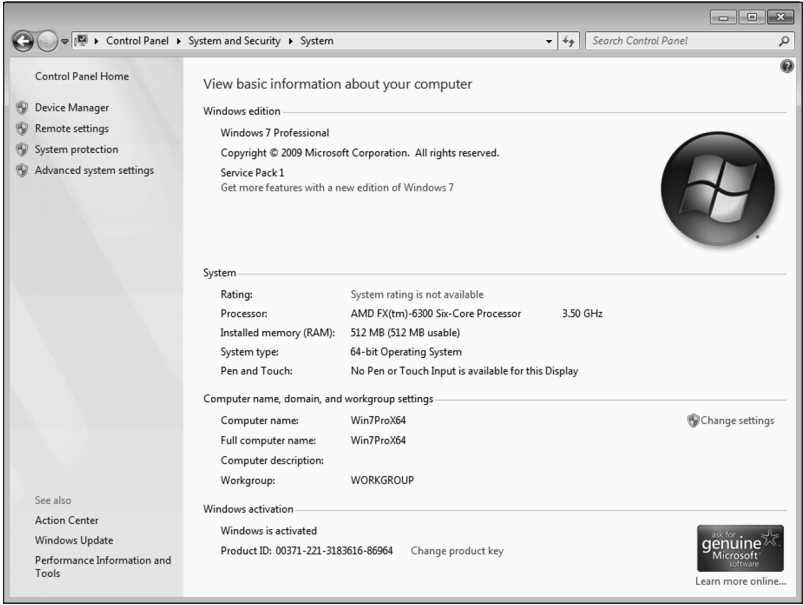 Control Panel ▸ System and Security ▸ System
Search Control Panel
Control Panel Home
Device Manager
Remote settings
System protection
Advanced system settings
See also
Action Center
Windows Update
Performance Information and
Tools
View basic information about your computer
Windows edition
Windows 7 Professional
Copyright © 2009 Microsoft Corporation. All rights reserved.
Service Pack 1
Get more features with a new edition of Windows 7
System
Rating: System rating is not available
Processor: AMD FX(tm)-6300 Six-Core Processor 3.50 GHz
Installed memory (RAM): 512 MB (512 MB usable)
System type: 64-bit Operating System
Pen and Touch: No Pen or Touch Input is available for this Display
Computer name, domain, and workgroup settings
Computer name: Win7ProX64
Change settings
Full computer name: Win7ProX64
Computer description:
Workgroup: WORKGROUP
Windows activation
Windows is activated
Product ID: 00371-221-3183616-86964 Change product key
ask for
genuine
Microsoft
software
Learn more online...